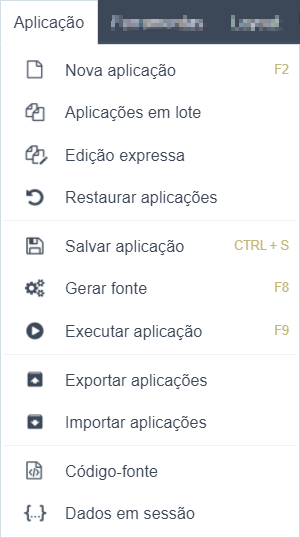 Aplicação
Nova aplicação F2
Aplicações em lote
Edição expressa
Restaurar aplicações
Salvar aplicação CTRL + S
Gerar fonte F8
Executar aplicação F9
Exportar aplicações
Importar aplicações
Código-fonte
{...} Dados em sessão